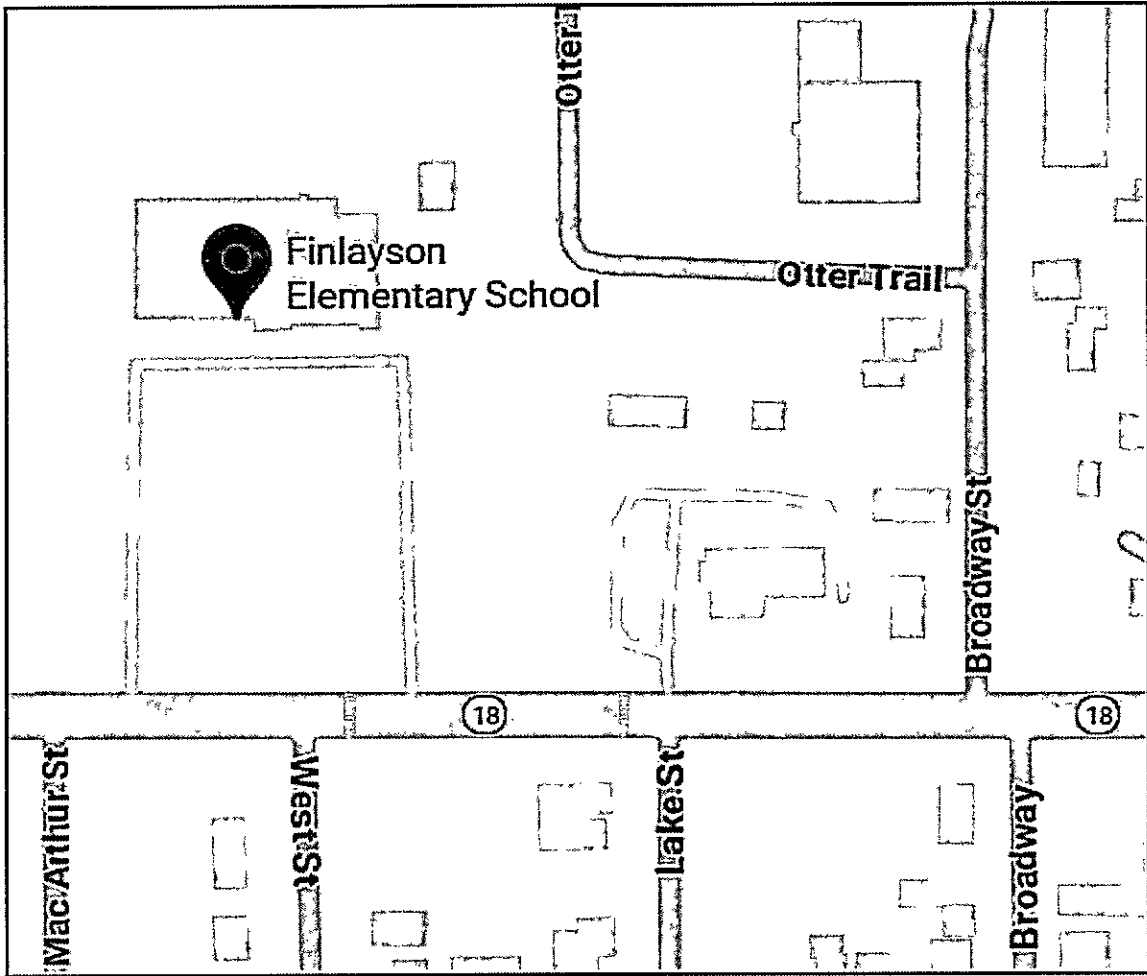 Otter
Finlayson
Elementary School
Otter Trail
Broadway St
18
18
Mac Arthur St
West St
Lake St
Broadway